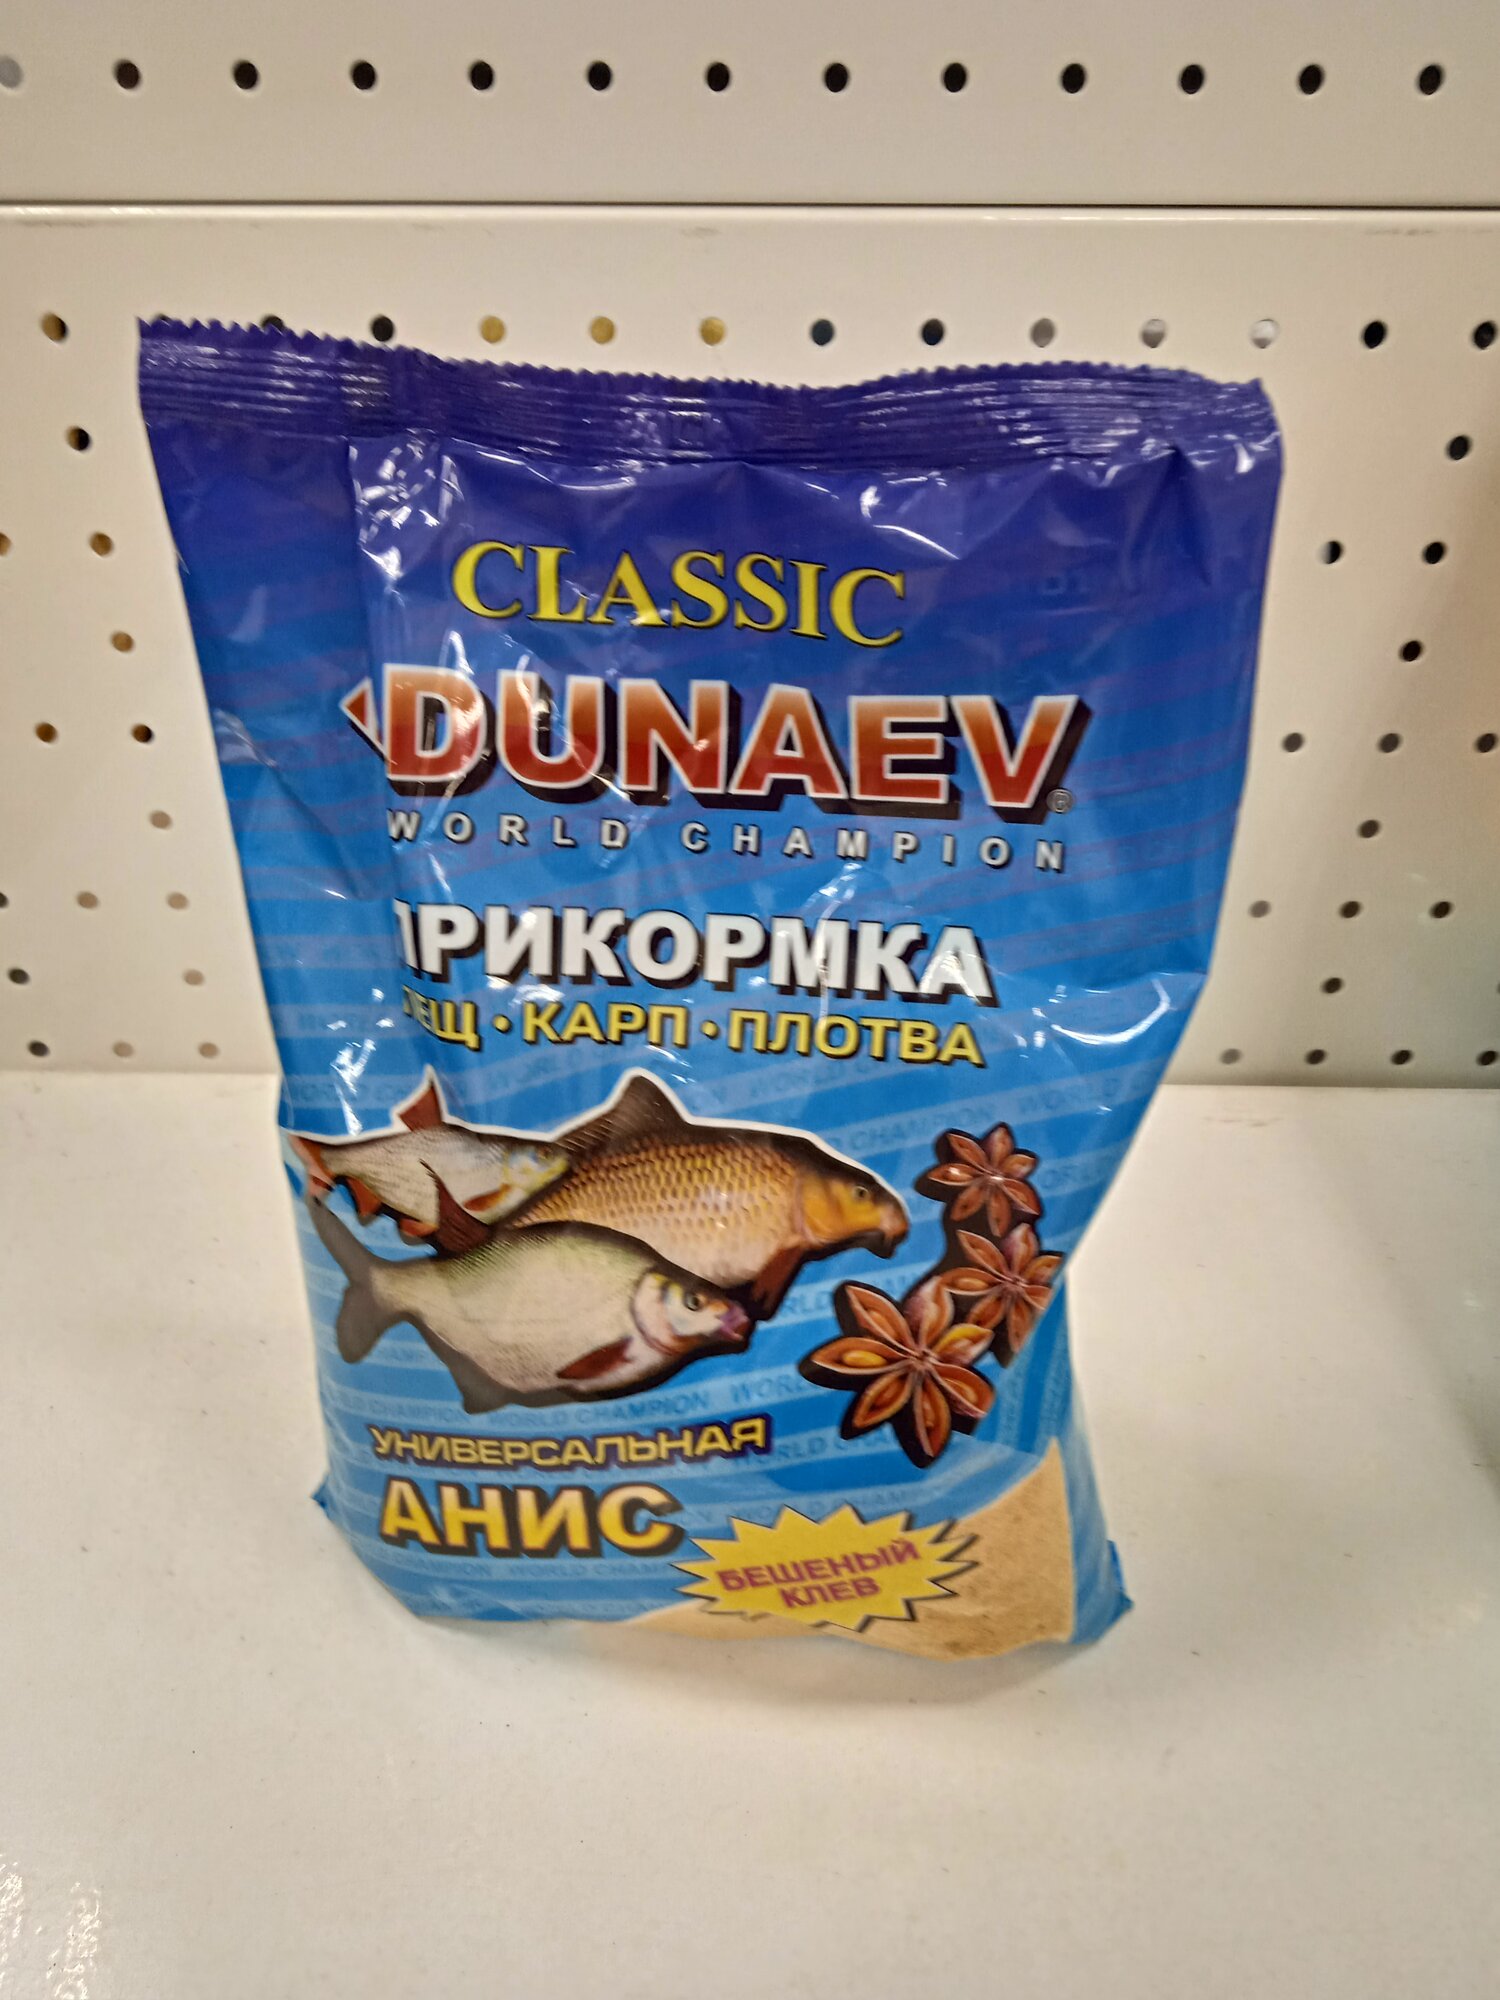 CLASSIC
DUNAEV®
WORLD CHAMPION
ПРИКОРМКА
ЛЕЩ • КАРП • ПЛОТВА
УНИВЕРСАЛЬНАЯ
АНИС
БЕШЕНЫЙ
КЛЕВ